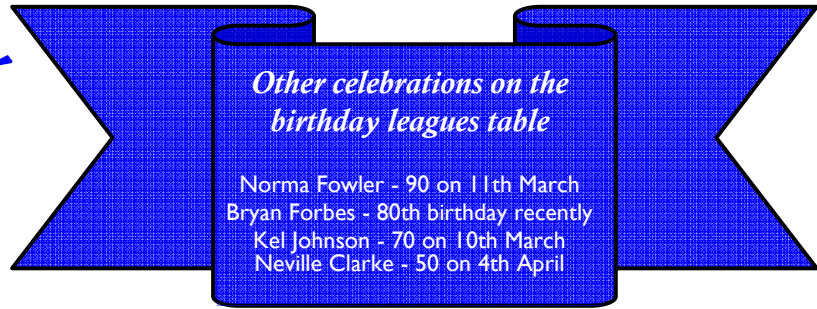 Other celebrations on the
birthday leagues table
Norma Fowler - 90 on 11th March
Bryan Forbes - 80th birthday recently
Kel Johnson - 70 on 10th March
Neville Clarke - 50 on 4th April